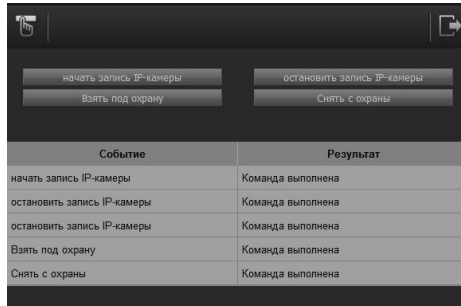 начать запись IP-камеры остановить запись IP-камеры
Взять под охрану Снять с охраны
Событие Результат
начать запись IP-камеры Команда выполнена
остановить запись IP-камеры Команда выполнена
остановить запись IP-камеры Команда выполнена
Взять под охрану Команда выполнена
Снять с охраны Команда выполнена